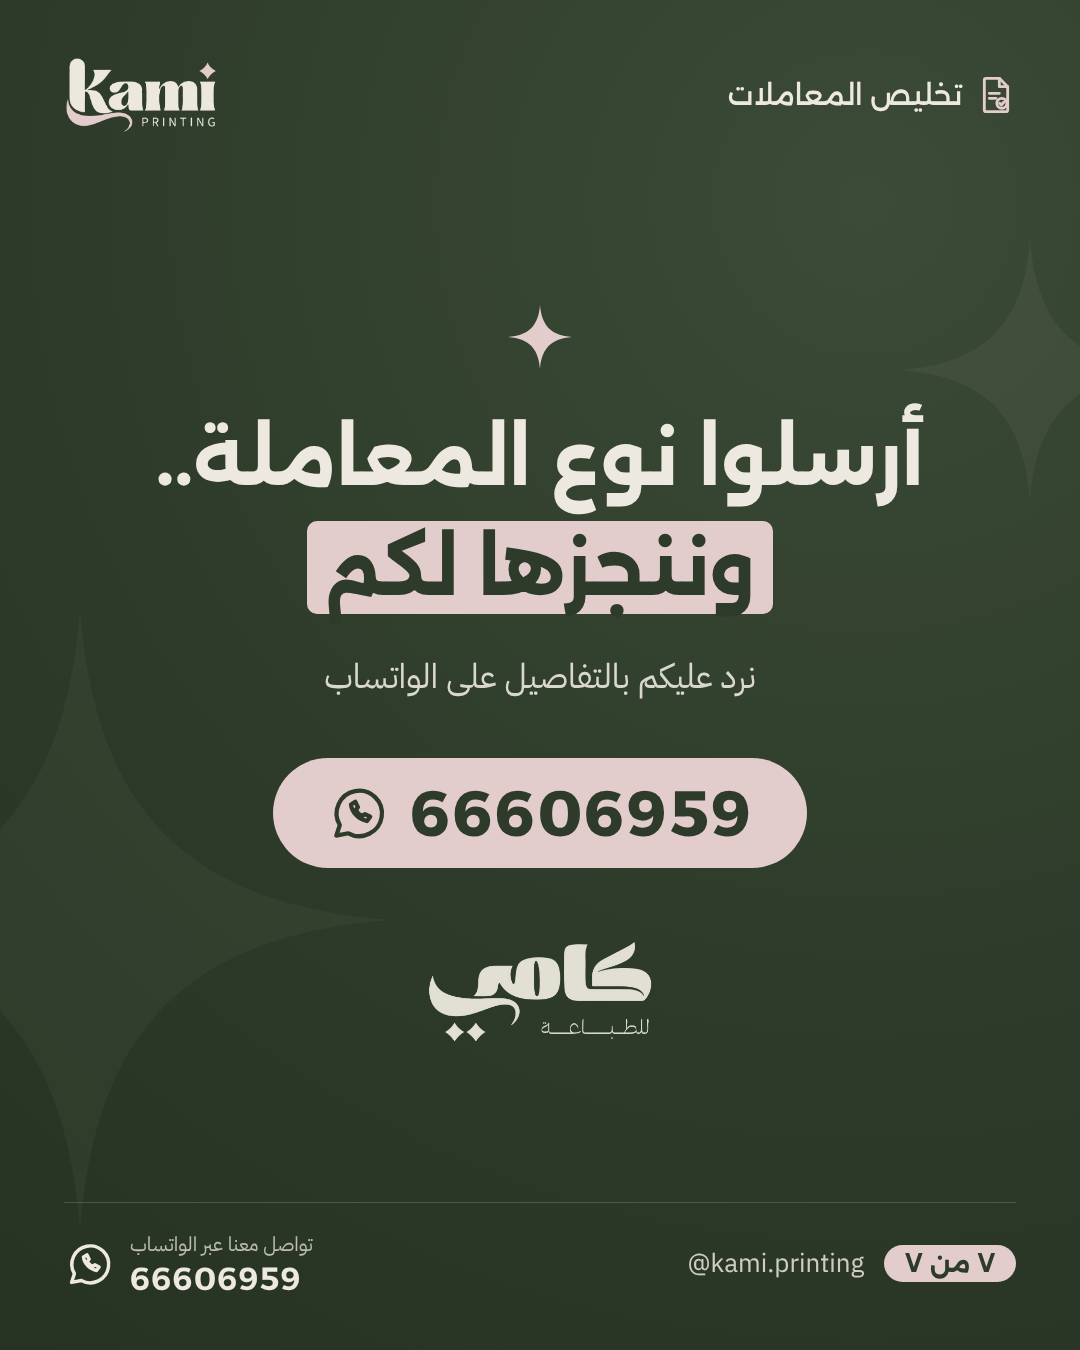 Kami
PRINTING
تخليص المعاملات
أرسلوا نوع المعاملة..
وننجزها لكم
نرد عليكم بالتفاصيل على الواتساب
66606959
كامي
للطباعة
تواصل معنا عبر الواتساب
66606959
@kami.printing
٧ من ٧